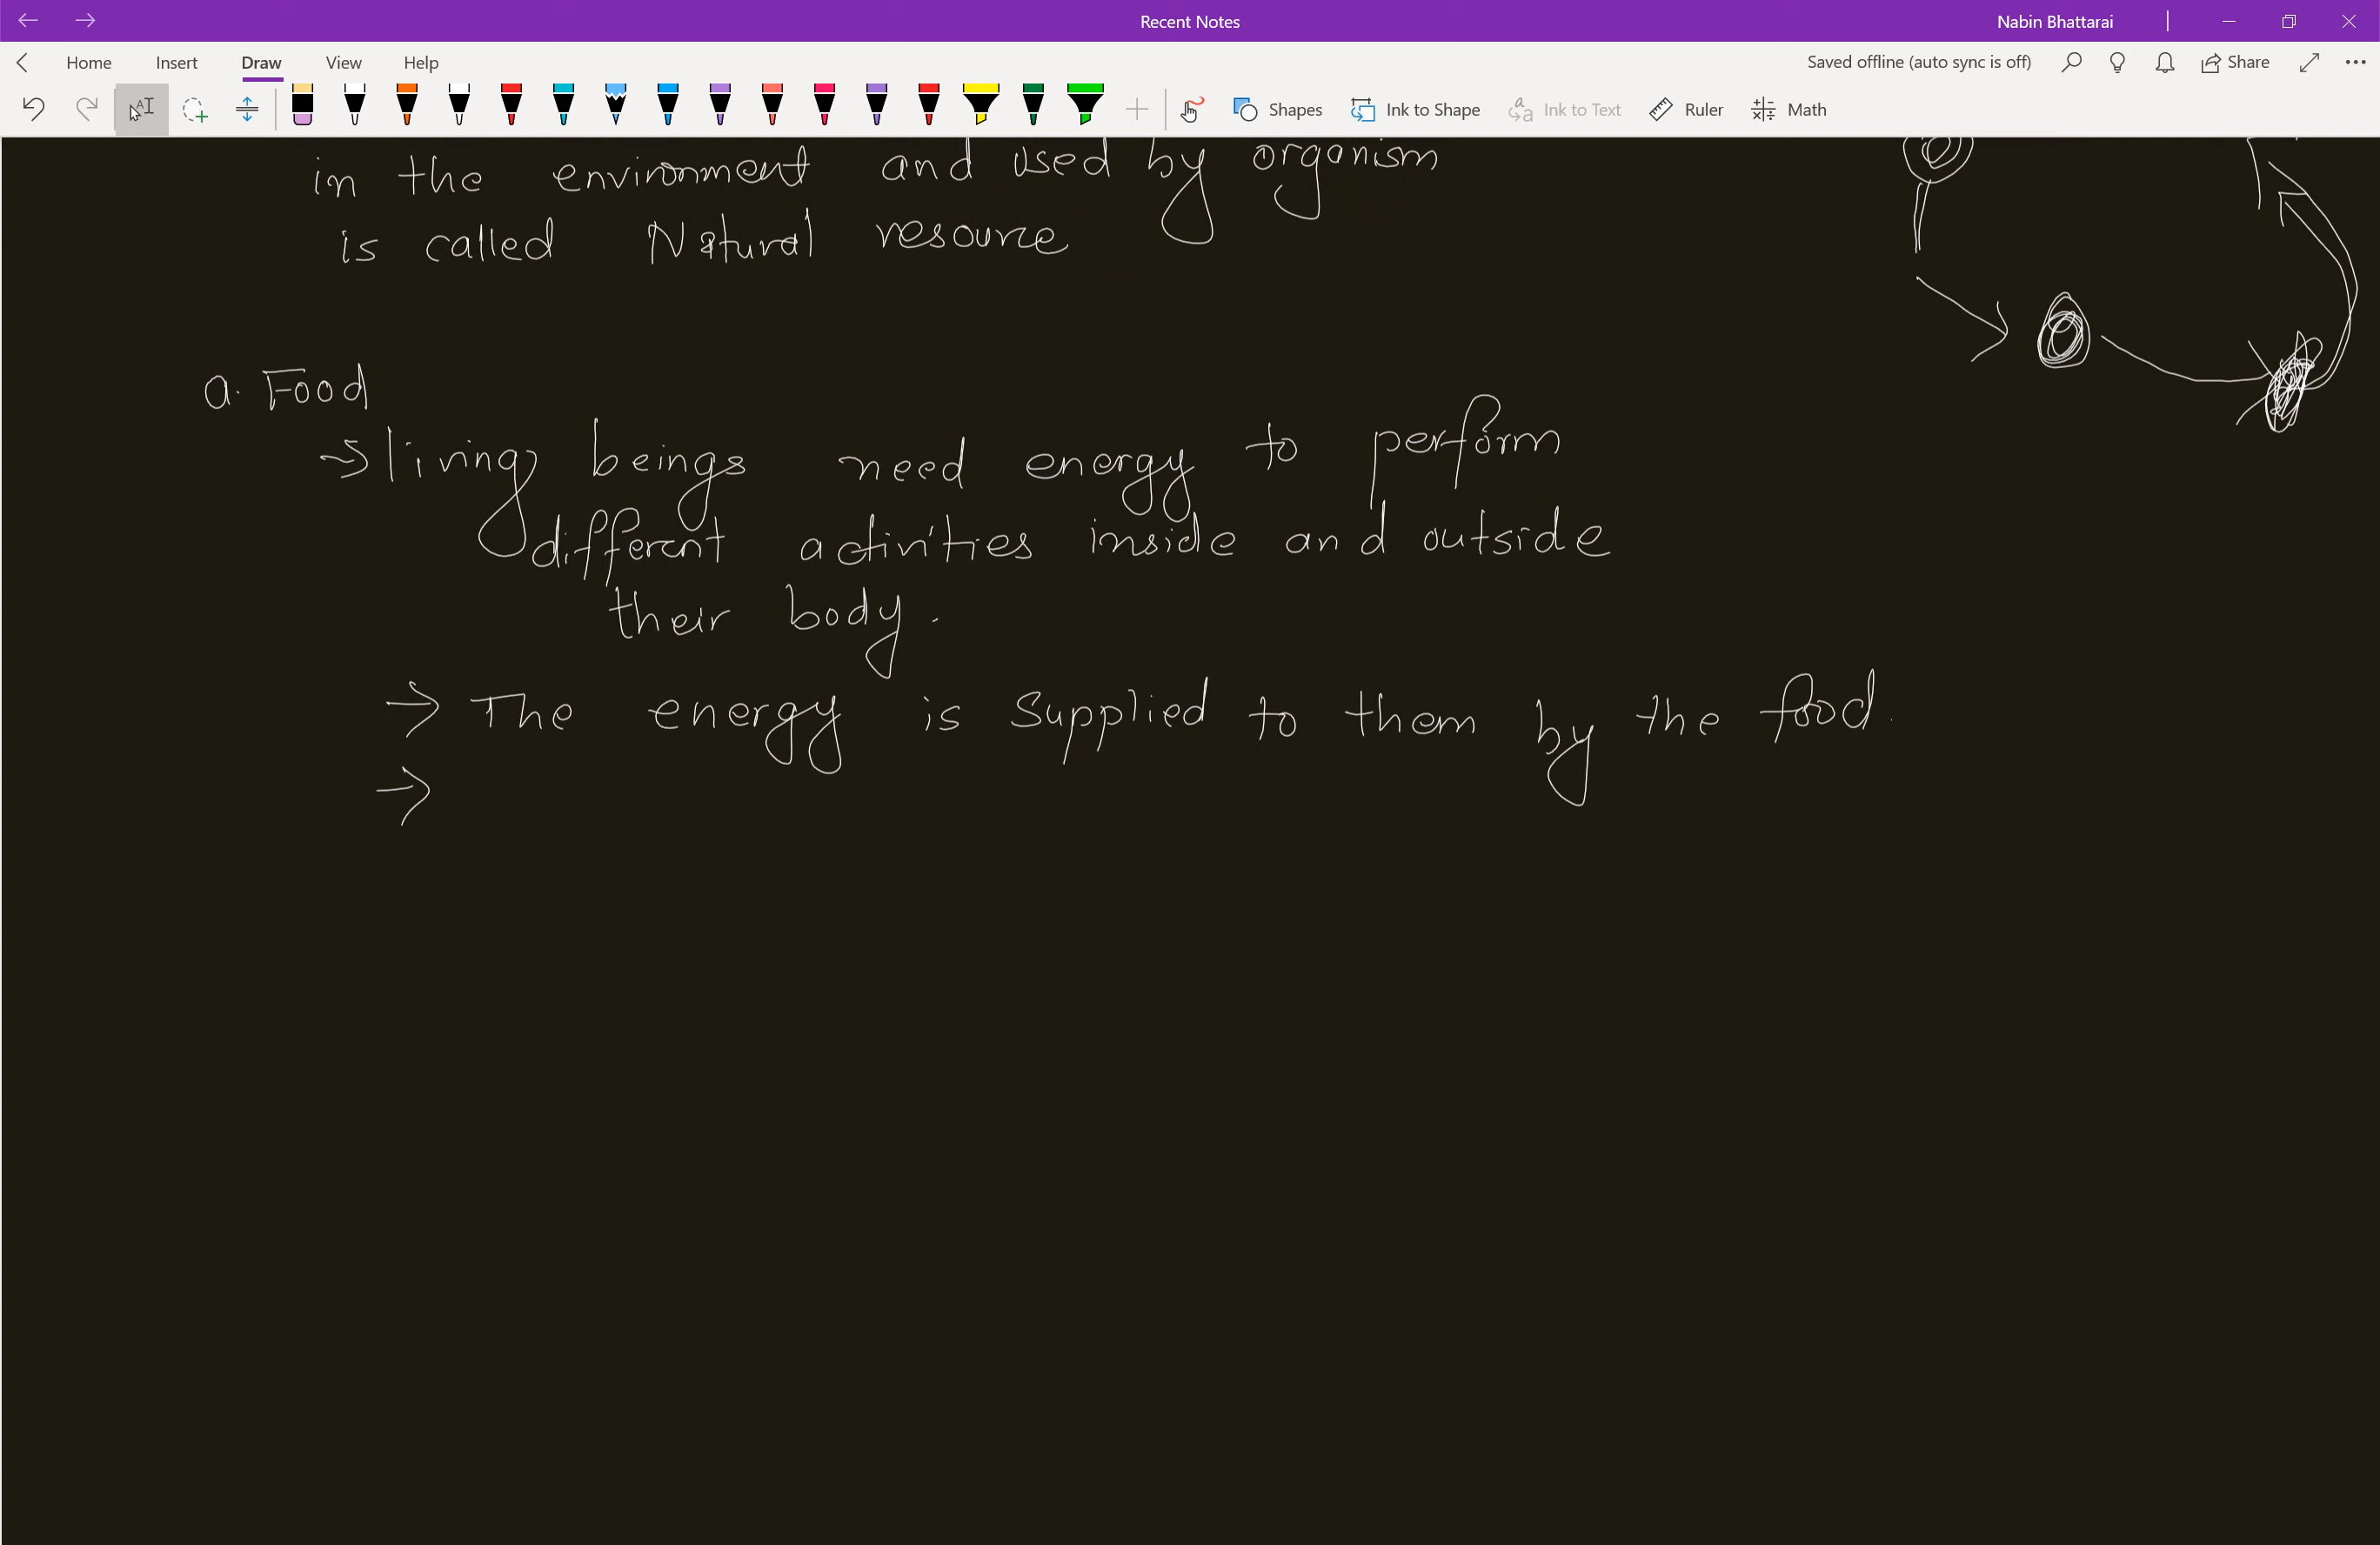 Recent Notes
Nabin Bhattarai
Home Insert Draw View Help
Saved offline (auto sync is off)
Share
Shapes
Ink to Shape
Ink to Text
Ruler
Math
in the environment and used by organism
is called Natural resource
a. Food
→ living beings need energy to perform
different activities inside and outside
their body.
→ The energy is supplied to them by the food.
→